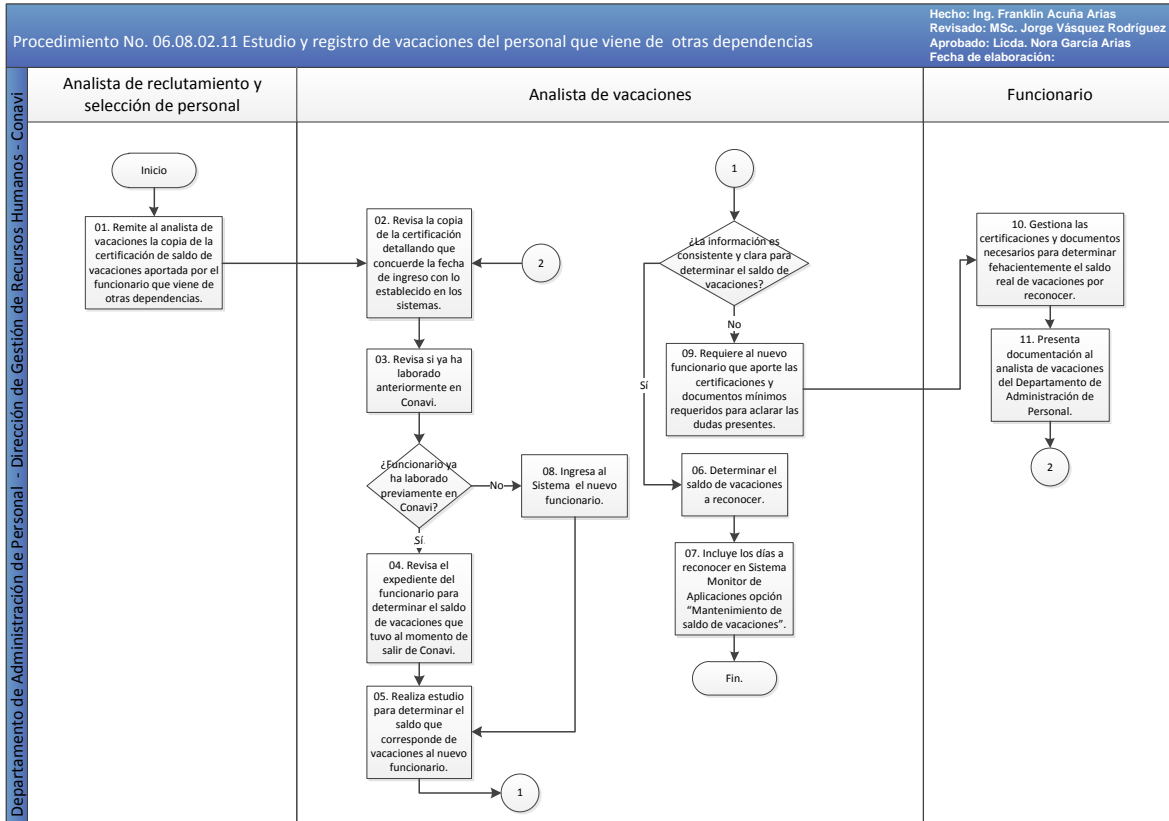 Procedimiento No. 06.08.02.11 Estudio y registro de vacaciones del personal que viene de otras dependencias
Hecho: Ing. Franklin Acuña Arias
Revisado: MSc. Jorge Vásquez Rodríguez
Aprobado: Licda. Nora García Arias
Fecha de elaboración:
Departamento de Administración de Personal - Dirección de Gestión de Recursos Humanos - Conavi
Analista de reclutamiento y
selección de personal
Analista de vacaciones
Funcionario
Inicio
01. Remite al analista de
vacaciones la copia de la
certificación de saldo de
vacaciones aportada por el
funcionario que viene de
otras dependencias.
02. Revisa la copia
de la certificación
detallando que
concuerde la fecha
de ingreso con lo
establecido en los
sistemas.
2
03. Revisa si ya ha
laborado
anteriormente en
Conavi.
¿Funcionario ya
ha laborado
previamente en
Conavi?
No
08. Ingresa al
Sistema el nuevo
funcionario.
Sí
04. Revisa el
expediente del
funcionario para
determinar el saldo
de vacaciones que
tuvo al momento de
salir de Conavi.
05. Realiza estudio
para determinar el
saldo que
corresponde de
vacaciones al nuevo
funcionario.
1
1
¿La información es
consistente y clara para
determinar el saldo de
vacaciones?
No
Sí
09. Requiere al nuevo
funcionario que aporte las
certificaciones y
documentos mínimos
requeridos para aclarar las
dudas presentes.
06. Determinar el
saldo de vacaciones
a reconocer.
07. Incluye los días a
reconocer en Sistema
Monitor de
Aplicaciones opción
“Mantenimiento de
saldo de vacaciones”.
Fin.
10. Gestiona las
certificaciones y documentos
necesarios para determinar
fehacientemente el saldo
real de vacaciones por
reconocer.
11. Presenta
documentación al
analista de vacaciones
del Departamento de
Administración de
Personal.
2